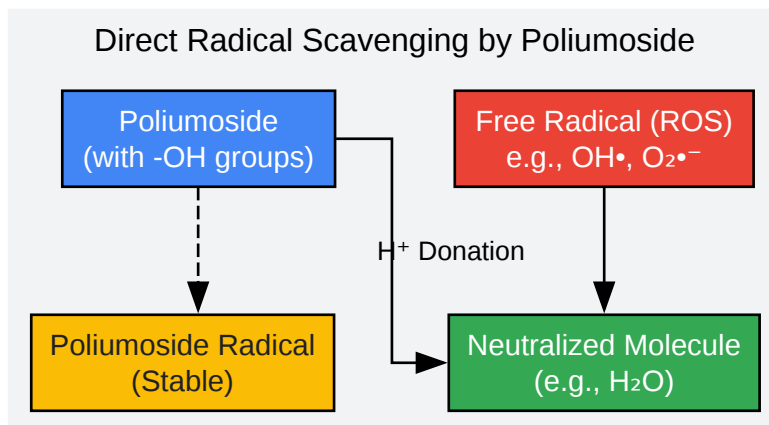 Direct Radical Scavenging by Poliumoside
Poliumoside
(with -OH groups)
Free Radical (ROS)
e.g., OH•, O₂•⁻
H⁺ Donation
Poliumoside Radical
(Stable)
Neutralized Molecule
(e.g., H₂O)